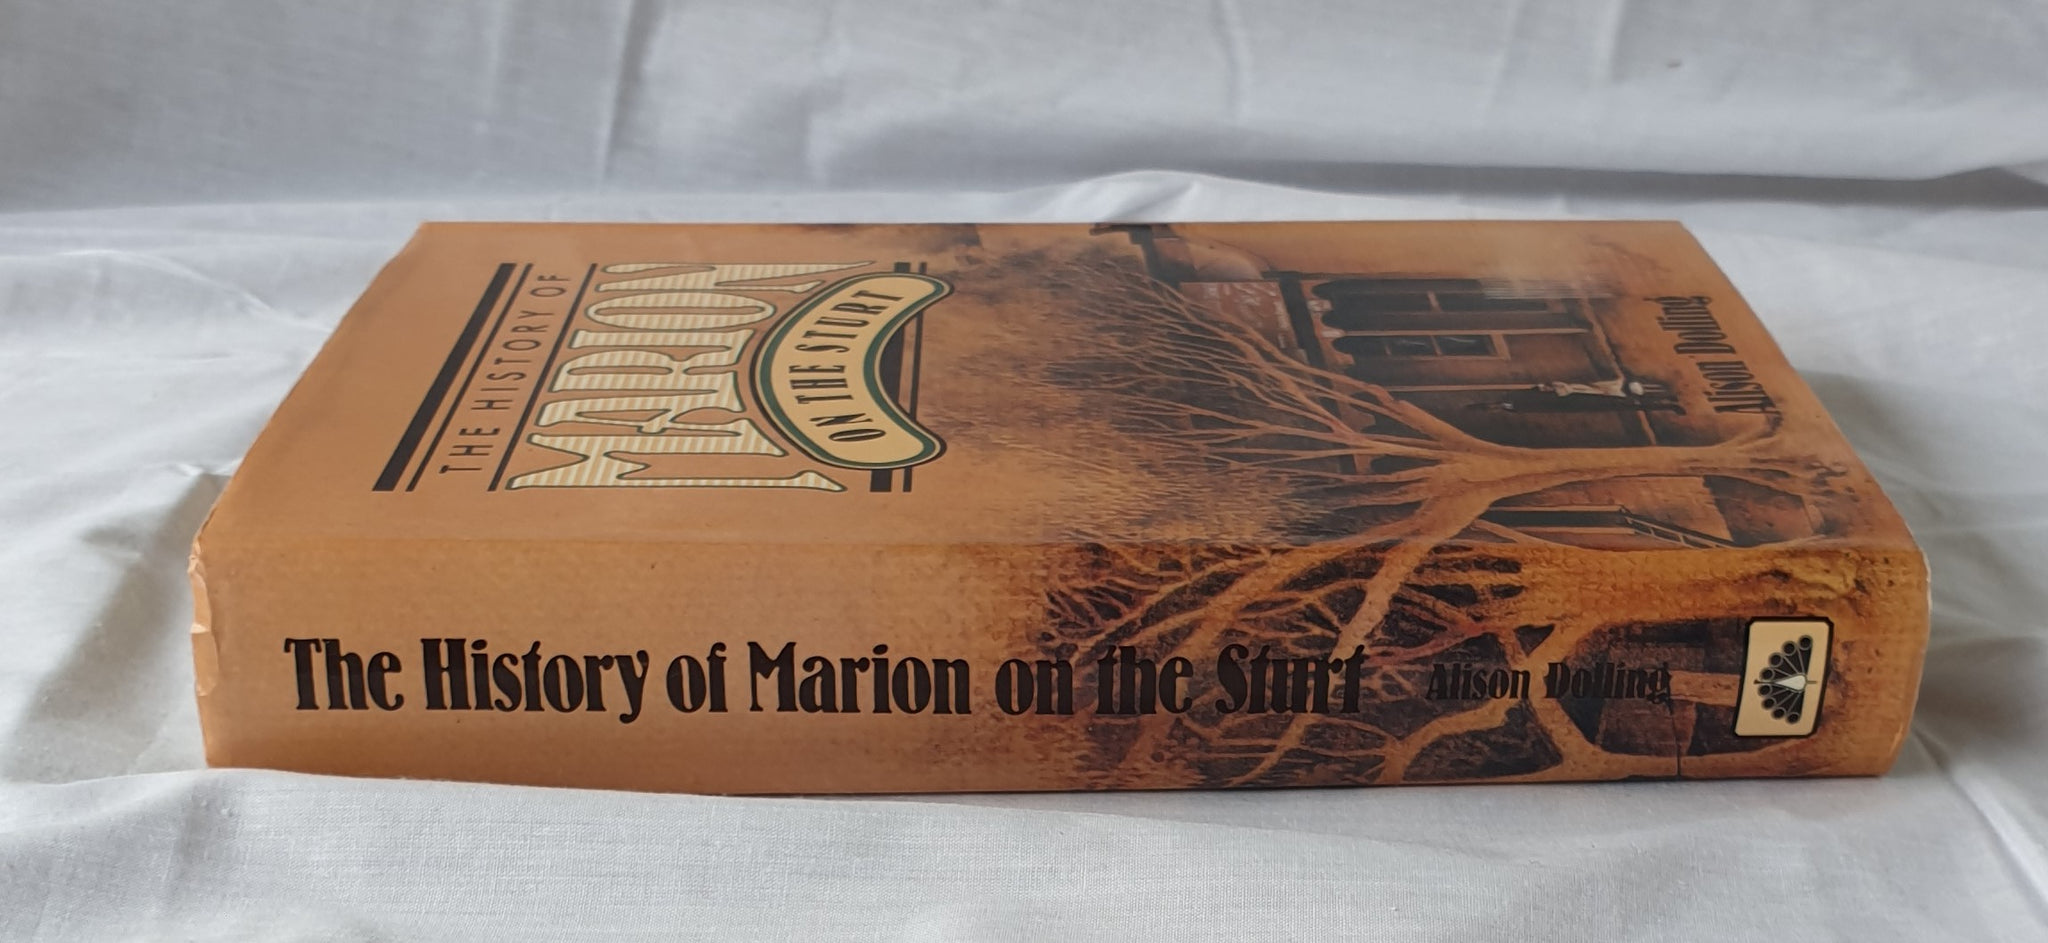 THE HISTORY OF
MARION
ON THE STURT
Alison Dolling
The History of Marion on the Sturt Alison Dolling